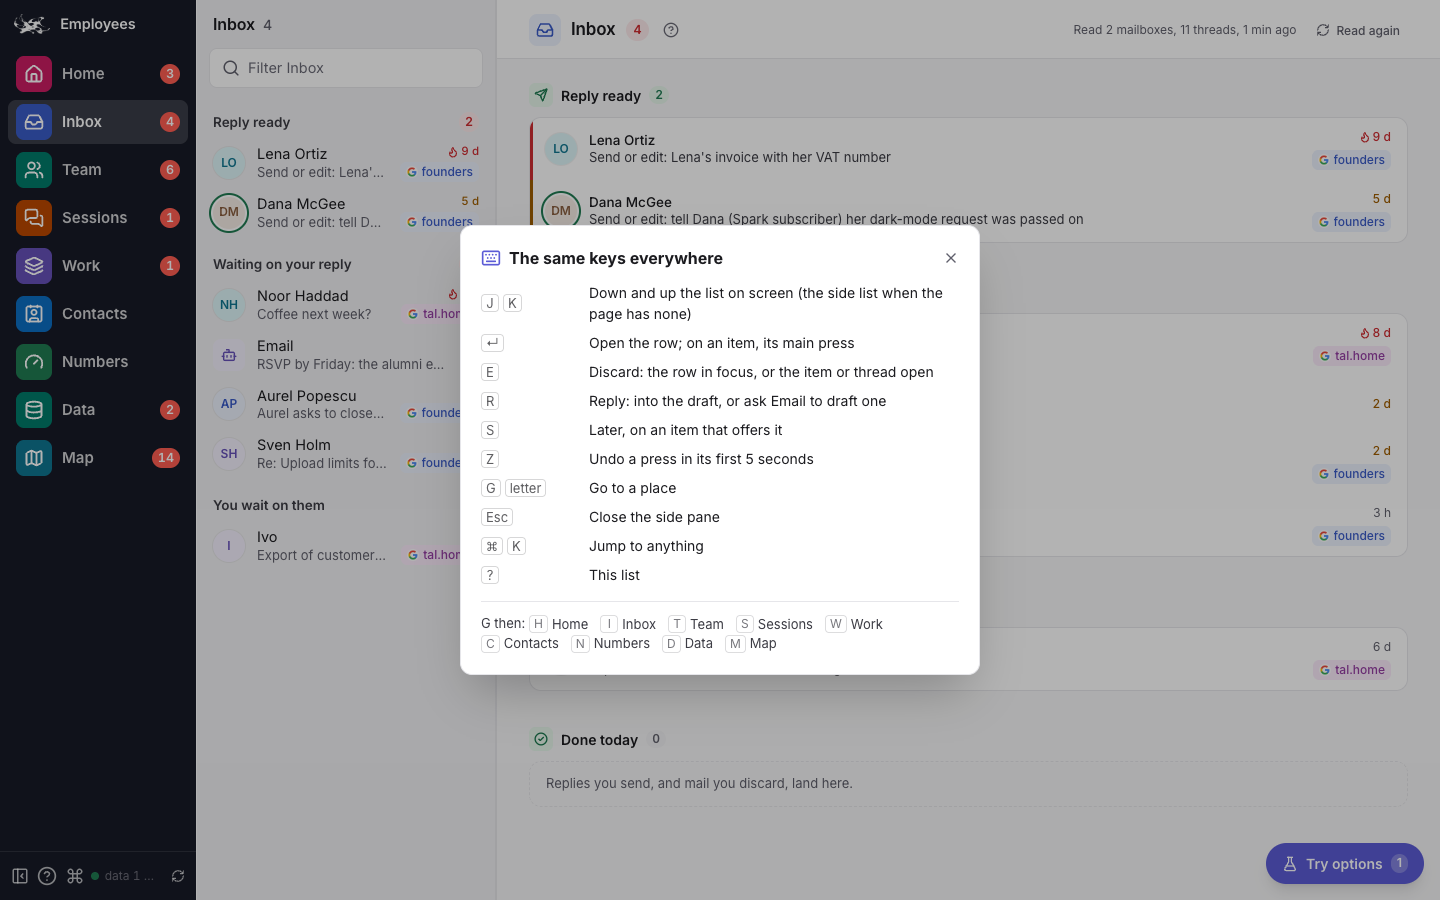 Employees
Home 3
Inbox 4
Team 6
Sessions 1
Work 1
Contacts
Numbers
Data 2
Map 14
data 1 ...
Inbox 4
Filter Inbox
Reply ready 2
LO Lena Ortiz 9 d
Send or edit: Lena'... founders
DM Dana McGee 5 d
Send or edit: tell D... founders
Waiting on your reply
NH Noor Haddad
Coffee next week? tal.hom
Email
RSVP by Friday: the alumni e...
AP Aurel Popescu
Aurel asks to close... founde
SH Sven Holm
Re: Upload limits fo... founde
You wait on them
I Ivo
Export of customer... tal.hom
Inbox 4
Read 2 mailboxes, 11 threads, 1 min ago Read again
Reply ready 2
LO Lena Ortiz 9 d
Send or edit: Lena's invoice with her VAT number founders
DM Dana McGee 5 d
Send or edit: tell Dana (Spark subscriber) her dark-mode request was passed on founders
8 d
tal.home
2 d
2 d
founders
3 h
founders
6 d
tal.home
Done today 0
Replies you send, and mail you discard, land here.
Try options 1
The same keys everywhere
J K Down and up the list on screen (the side list when the
page has none)
↵ Open the row; on an item, its main press
E Discard: the row in focus, or the item or thread open
R Reply: into the draft, or ask Email to draft one
S Later, on an item that offers it
Z Undo a press in its first 5 seconds
G letter Go to a place
Esc Close the side pane
⌘ K Jump to anything
? This list
G then: H Home I Inbox T Team S Sessions W Work
C Contacts N Numbers D Data M Map